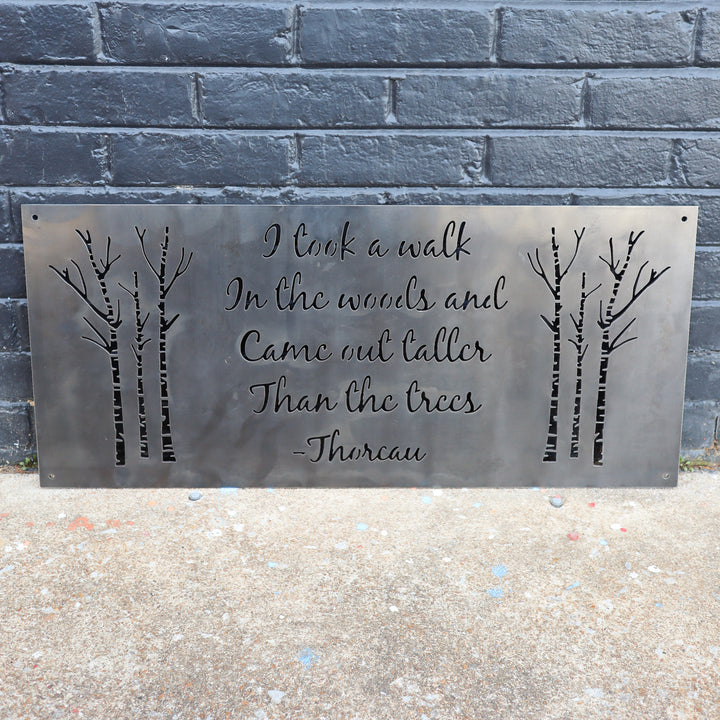 I took a walk
In the woods and
Came out taller
Than the trees
-Thoreau